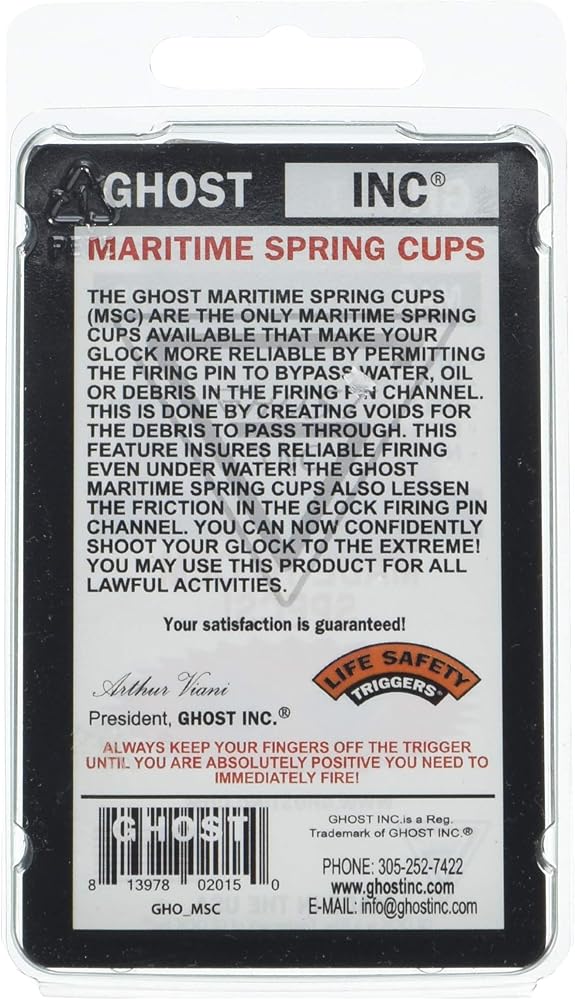 GHOST INC®
MARITIME SPRING CUPS
THE GHOST MARITIME SPRING CUPS
(MSC) ARE THE ONLY MARITIME SPRING
CUPS AVAILABLE THAT MAKE YOUR
GLOCK MORE RELIABLE BY PERMITTING
THE FIRING PIN TO BYPASS WATER, OIL
OR DEBRIS IN THE FIRING PIN CHANNEL.
THIS IS DONE BY CREATING VOIDS FOR
THE DEBRIS TO PASS THROUGH. THIS
FEATURE INSURES RELIABLE FIRING
EVEN UNDER WATER! THE GHOST
MARITIME SPRING CUPS ALSO LESSEN
THE FRICTION IN THE GLOCK FIRING PIN
CHANNEL. YOU CAN NOW CONFIDENTLY
SHOOT YOUR GLOCK TO THE EXTREME!
YOU MAY USE THIS PRODUCT FOR ALL
LAWFUL ACTIVITIES.
Your satisfaction is guaranteed!
Arthur Viani
President, GHOST INC.®
LIFE SAFETY
TRIGGERS®
ALWAYS KEEP YOUR FINGERS OFF THE TRIGGER
UNTIL YOU ARE ABSOLUTELY POSITIVE YOU NEED TO
IMMEDIATELY FIRE!
GHOST
8 13978 02015 0
GHO_MSC
GHOST INC.is a Reg.
Trademark of GHOST INC.®
PHONE: 305-252-7422
www.ghostinc.com
E-MAIL: info@ghostinc.com